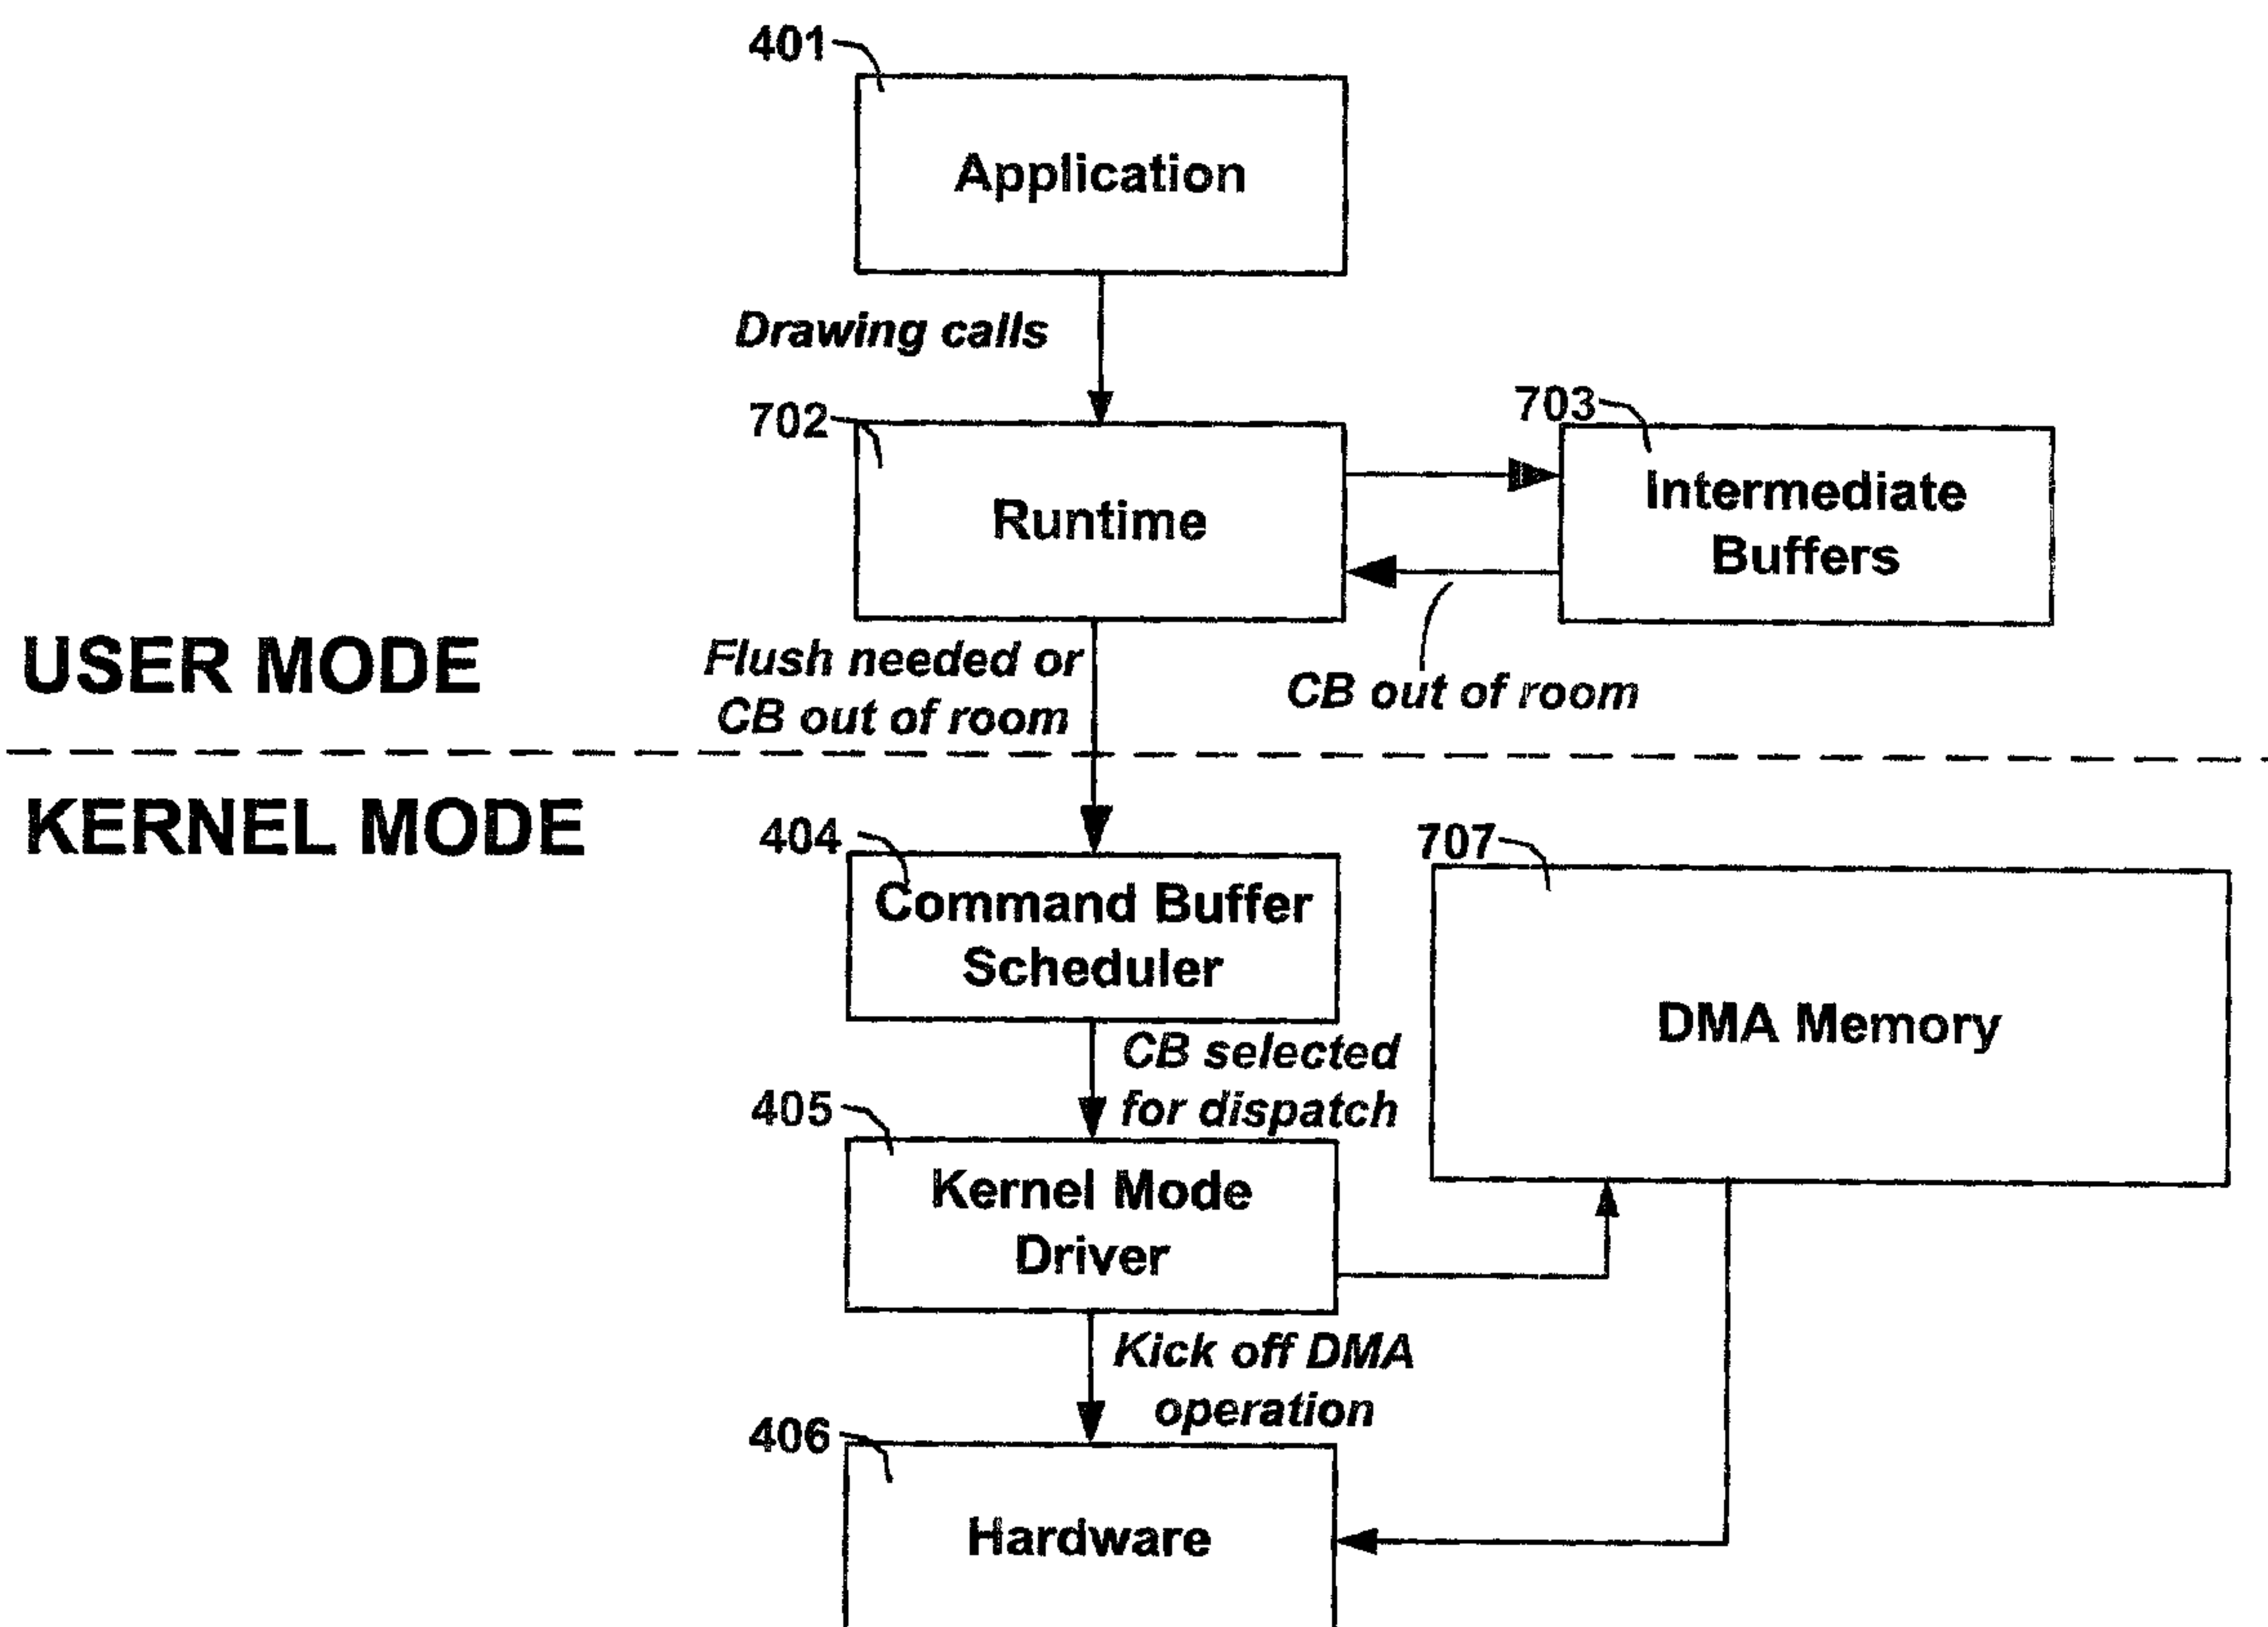 401
Application
Drawing calls
702
703
Runtime
Intermediate
Buffers
USER MODE
Flush needed or
CB out of room
CB out of room
KERNEL MODE
404
707
Command Buffer
Scheduler
DMA Memory
CB selected
for dispatch
405
Kernel Mode
Driver
Kick off DMA
operation
406
Hardware